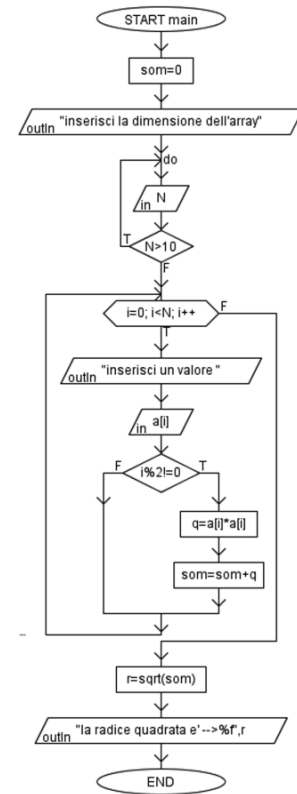 START main
som=0
outln "inserisci la dimensione dell'array"
do
in N
T
N>10
F
i=0; i<N; i++
F
T
outln "inserisci un valore "
in a[i]
F
i%2!=0
T
q=a[i]*a[i]
som=som+q
r=sqrt(som)
outln "la radice quadrata e' -->%f",r
END